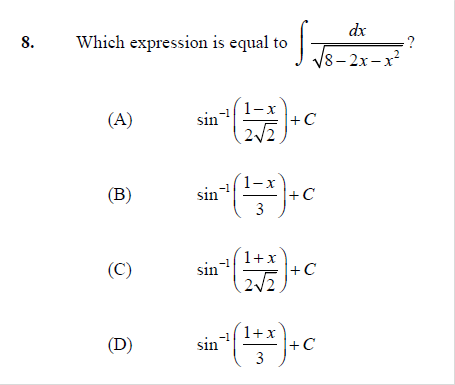 8. Which expression is equal to ∫ dx / √(8 – 2x – x²) ?
(A) sin⁻¹((1 – x) / (2√2)) + C
(B) sin⁻¹((1 – x) / 3) + C
(C) sin⁻¹((1 + x) / (2√2)) + C
(D) sin⁻¹((1 + x) / 3) + C